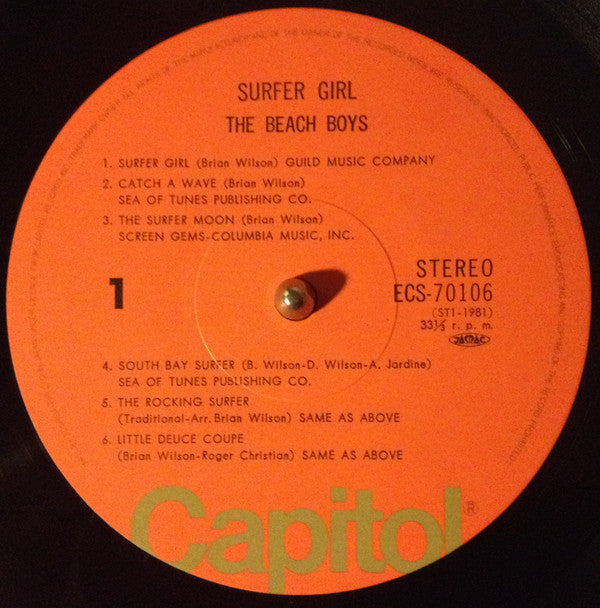 SURFER GIRL
THE BEACH BOYS
1. SURFER GIRL (Brian Wilson) GUILD MUSIC COMPANY
2. CATCH A WAVE (Brian Wilson)
SEA OF TUNES PUBLISHING CO.
3. THE SURFER MOON (Brian Wilson)
SCREEN GEMS-COLUMBIA MUSIC, INC.
1
STEREO
ECS-70106
(ST1-1981)
33⅓ r. p. m.
JASRAC
4. SOUTH BAY SURFER (B. Wilson-D. Wilson-A. Jardine)
SEA OF TUNES PUBLISHING CO.
5. THE ROCKING SURFER
(Traditional-Arr. Brian Wilson) SAME AS ABOVE
6. LITTLE DEUCE COUPE
(Brian Wilson-Roger Christian) SAME AS ABOVE
Capitol®